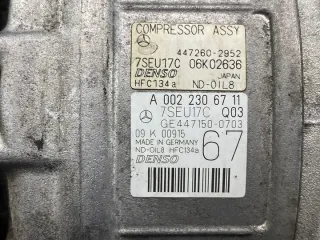 COMPRESSOR ASSY
447260-2952
7SEU17C 06K02636
DENSO JAPAN
HFC134a ND-OIL8
A 002 230 67 11
7SEU17C Q03
GE447150-0703
09 K 00915
MADE IN GERMANY
ND-OIL8 HFC134a
DENSO
67